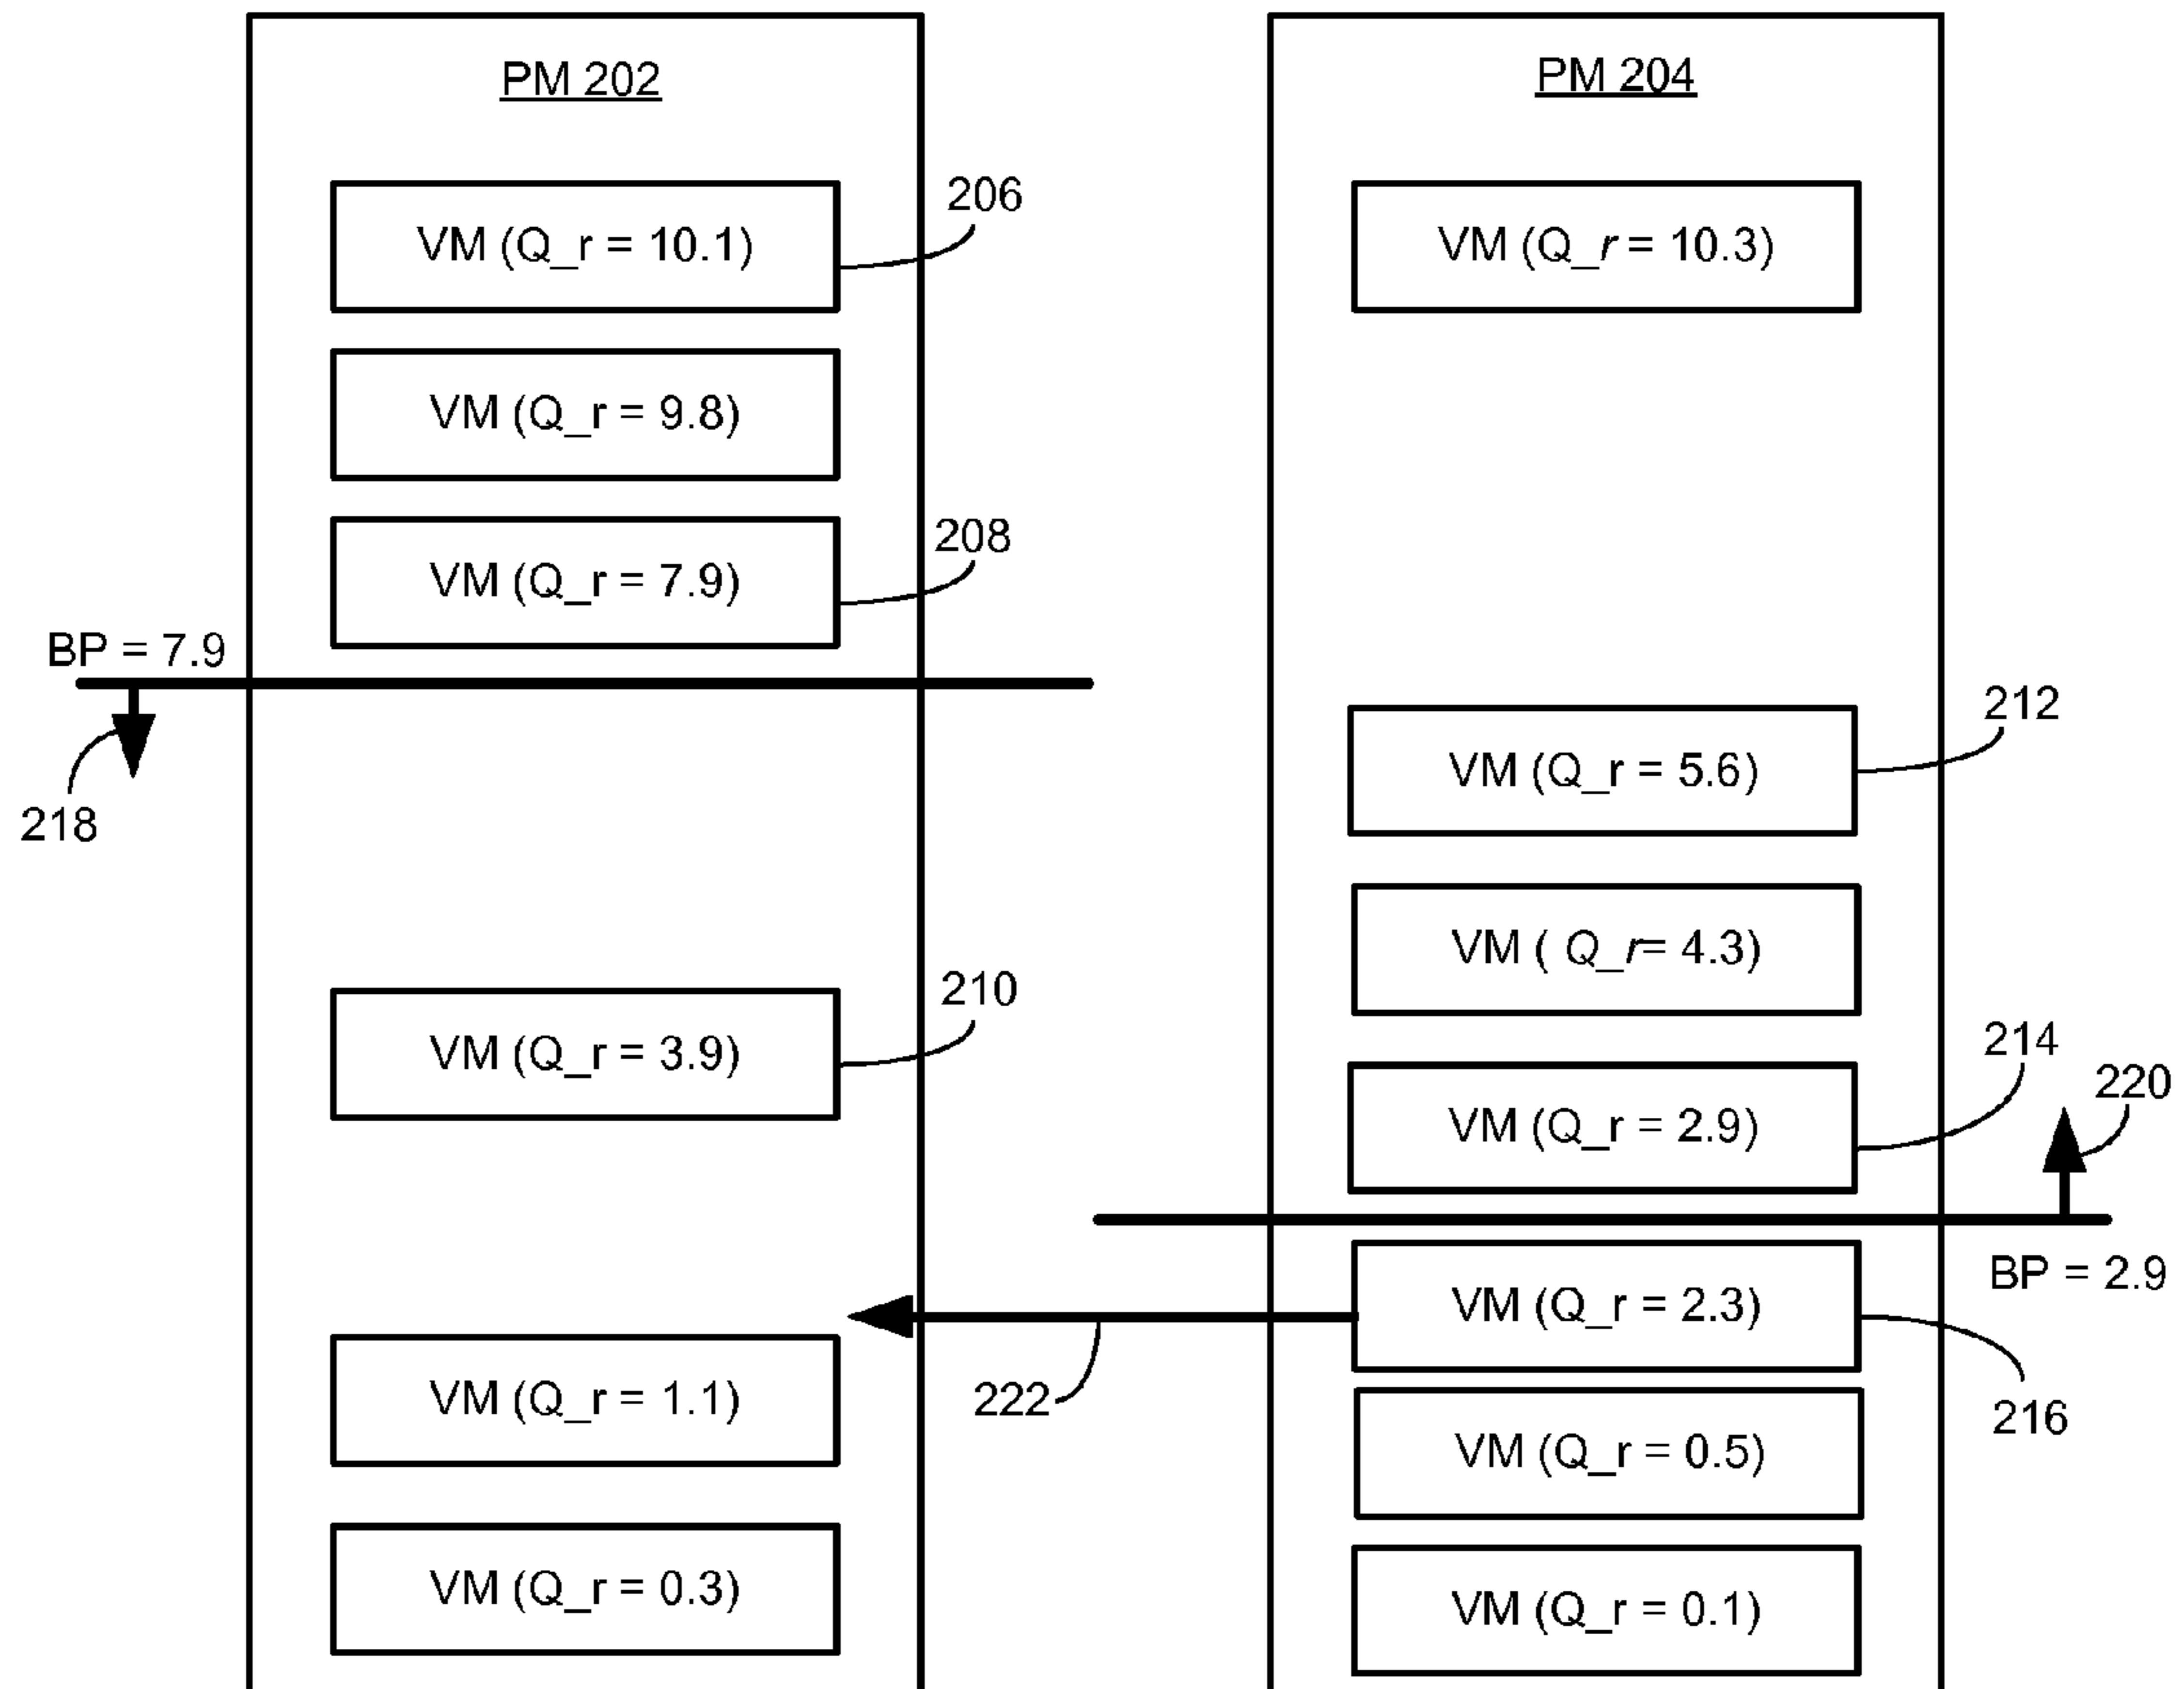 PM 202
VM (Q_r = 10.1)
206
VM (Q_r = 9.8)
VM (Q_r = 7.9)
208
BP = 7.9
218
VM (Q_r = 3.9)
210
VM (Q_r = 1.1)
VM (Q_r = 0.3)
222
PM 204
VM (Q_r = 10.3)
VM (Q_r = 5.6)
212
VM ( Q_r= 4.3)
VM (Q_r = 2.9)
214
220
BP = 2.9
VM (Q_r = 2.3)
216
VM (Q_r = 0.5)
VM (Q_r = 0.1)